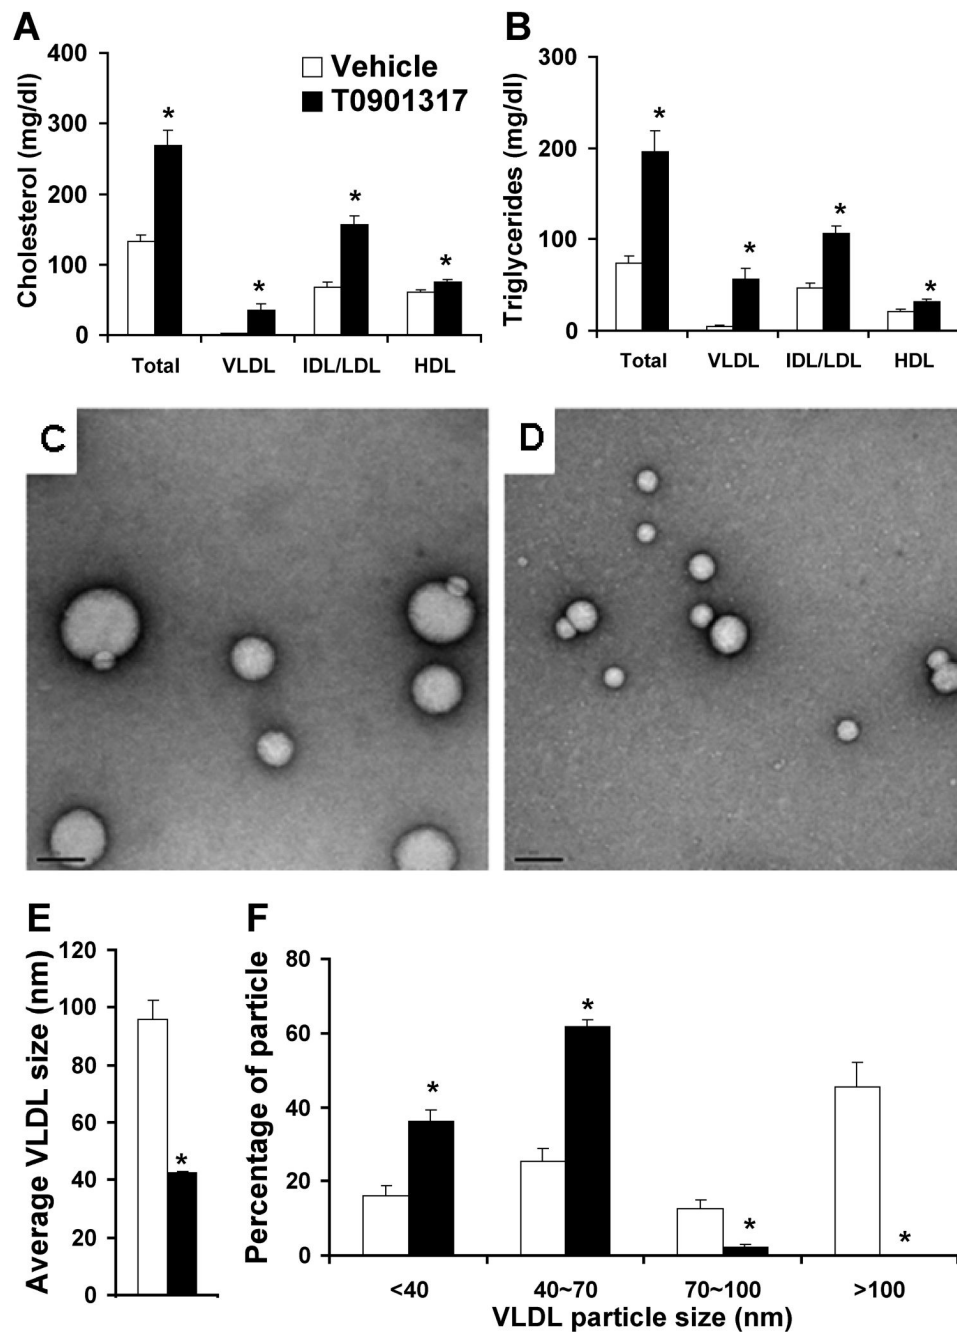 A
Cholesterol (mg/dl)
400
300
200
100
0
Vehicle
T0901317
*
*
*
*
Total VLDL IDL/LDL HDL
B
Triglycerides (mg/dl)
300
200
100
0
*
*
*
*
Total VLDL IDL/LDL HDL
C
D
E
Average VLDL size (nm)
120
100
80
60
40
20
0
*
F
Percentage of particle
80
60
40
20
0
*
*
*
*
<40 40~70 70~100 >100
VLDL particle size (nm)